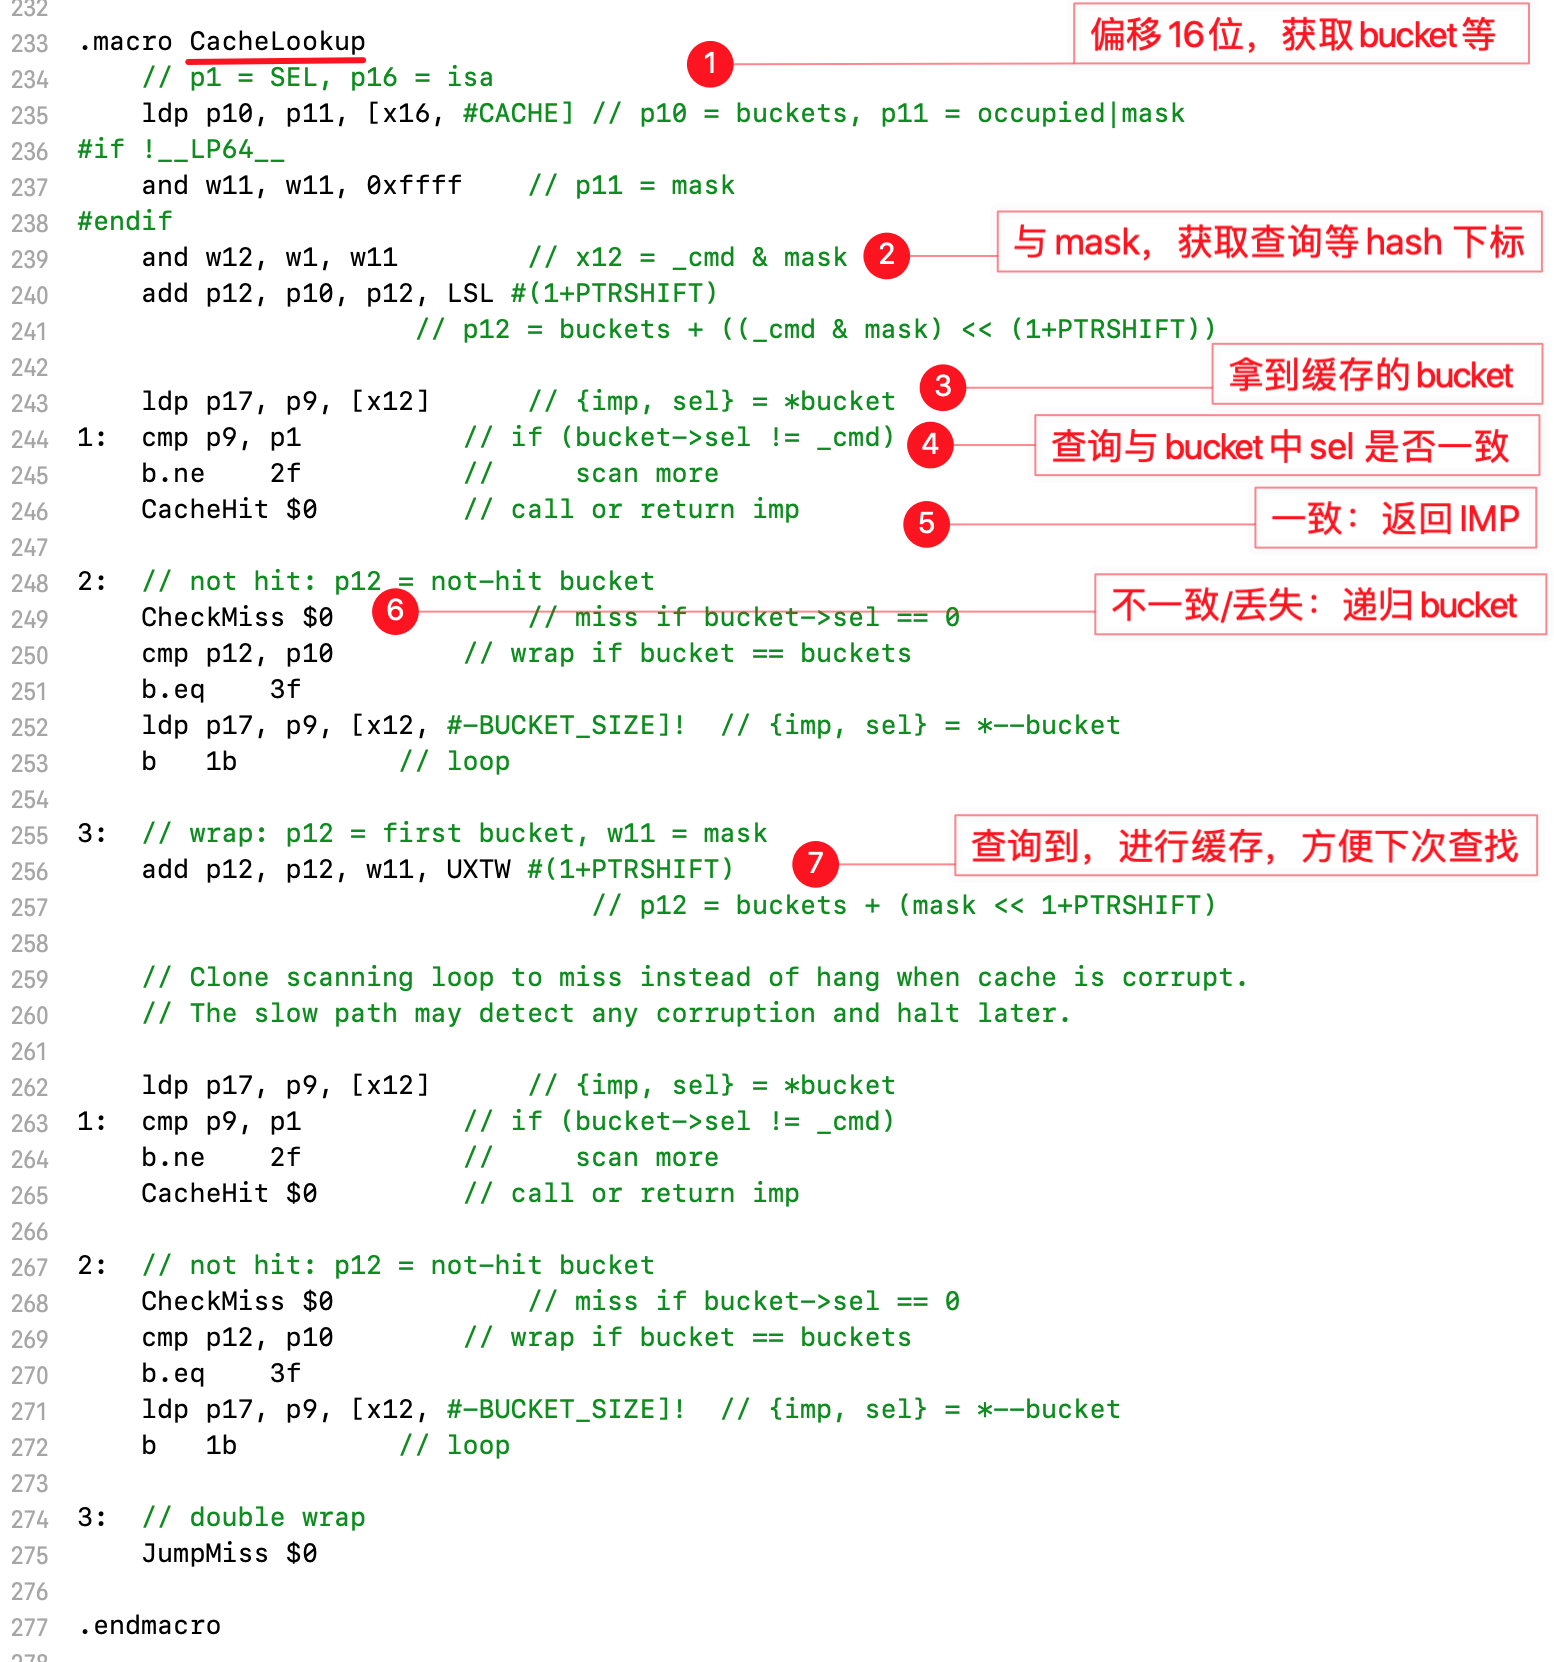 232
233 .macro CacheLookup
偏移16位，获取bucket等
1
234 // p1 = SEL, p16 = isa
235 ldp p10, p11, [x16, #CACHE] // p10 = buckets, p11 = occupied|mask
236 #if !__LP64__
237 and w11, w11, 0xffff // p11 = mask
238 #endif
与mask，获取查询等hash 下标
239 and w12, w1, w11 // x12 = _cmd & mask
2
240 add p12, p10, p12, LSL #(1+PTRSHIFT)
241 // p12 = buckets + ((_cmd & mask) << (1+PTRSHIFT))
242
拿到缓存的bucket
3
243 ldp p17, p9, [x12] // {imp, sel} = *bucket
244 1: cmp p9, p1 // if (bucket->sel != _cmd)
4
查询与bucket中sel 是否一致
245 b.ne 2f // scan more
246 CacheHit $0 // call or return imp
5
一致： 返回IMP
247
248 2: // not hit: p12 = not-hit bucket
6
不一致/丢失： 递归bucket
249 CheckMiss $0 // miss if bucket->sel == 0
250 cmp p12, p10 // wrap if bucket == buckets
251 b.eq 3f
252 ldp p17, p9, [x12, #-BUCKET_SIZE]! // {imp, sel} = *--bucket
253 b 1b // loop
254
255 3: // wrap: p12 = first bucket, w11 = mask
7
查询到，进行缓存，方便下次查找
256 add p12, p12, w11, UXTW #(1+PTRSHIFT)
257 // p12 = buckets + (mask << 1+PTRSHIFT)
258
259 // Clone scanning loop to miss instead of hang when cache is corrupt.
260 // The slow path may detect any corruption and halt later.
261
262 ldp p17, p9, [x12] // {imp, sel} = *bucket
263 1: cmp p9, p1 // if (bucket->sel != _cmd)
264 b.ne 2f // scan more
265 CacheHit $0 // call or return imp
266
267 2: // not hit: p12 = not-hit bucket
268 CheckMiss $0 // miss if bucket->sel == 0
269 cmp p12, p10 // wrap if bucket == buckets
270 b.eq 3f
271 ldp p17, p9, [x12, #-BUCKET_SIZE]! // {imp, sel} = *--bucket
272 b 1b // loop
273
274 3: // double wrap
275 JumpMiss $0
276
277 .endmacro
278